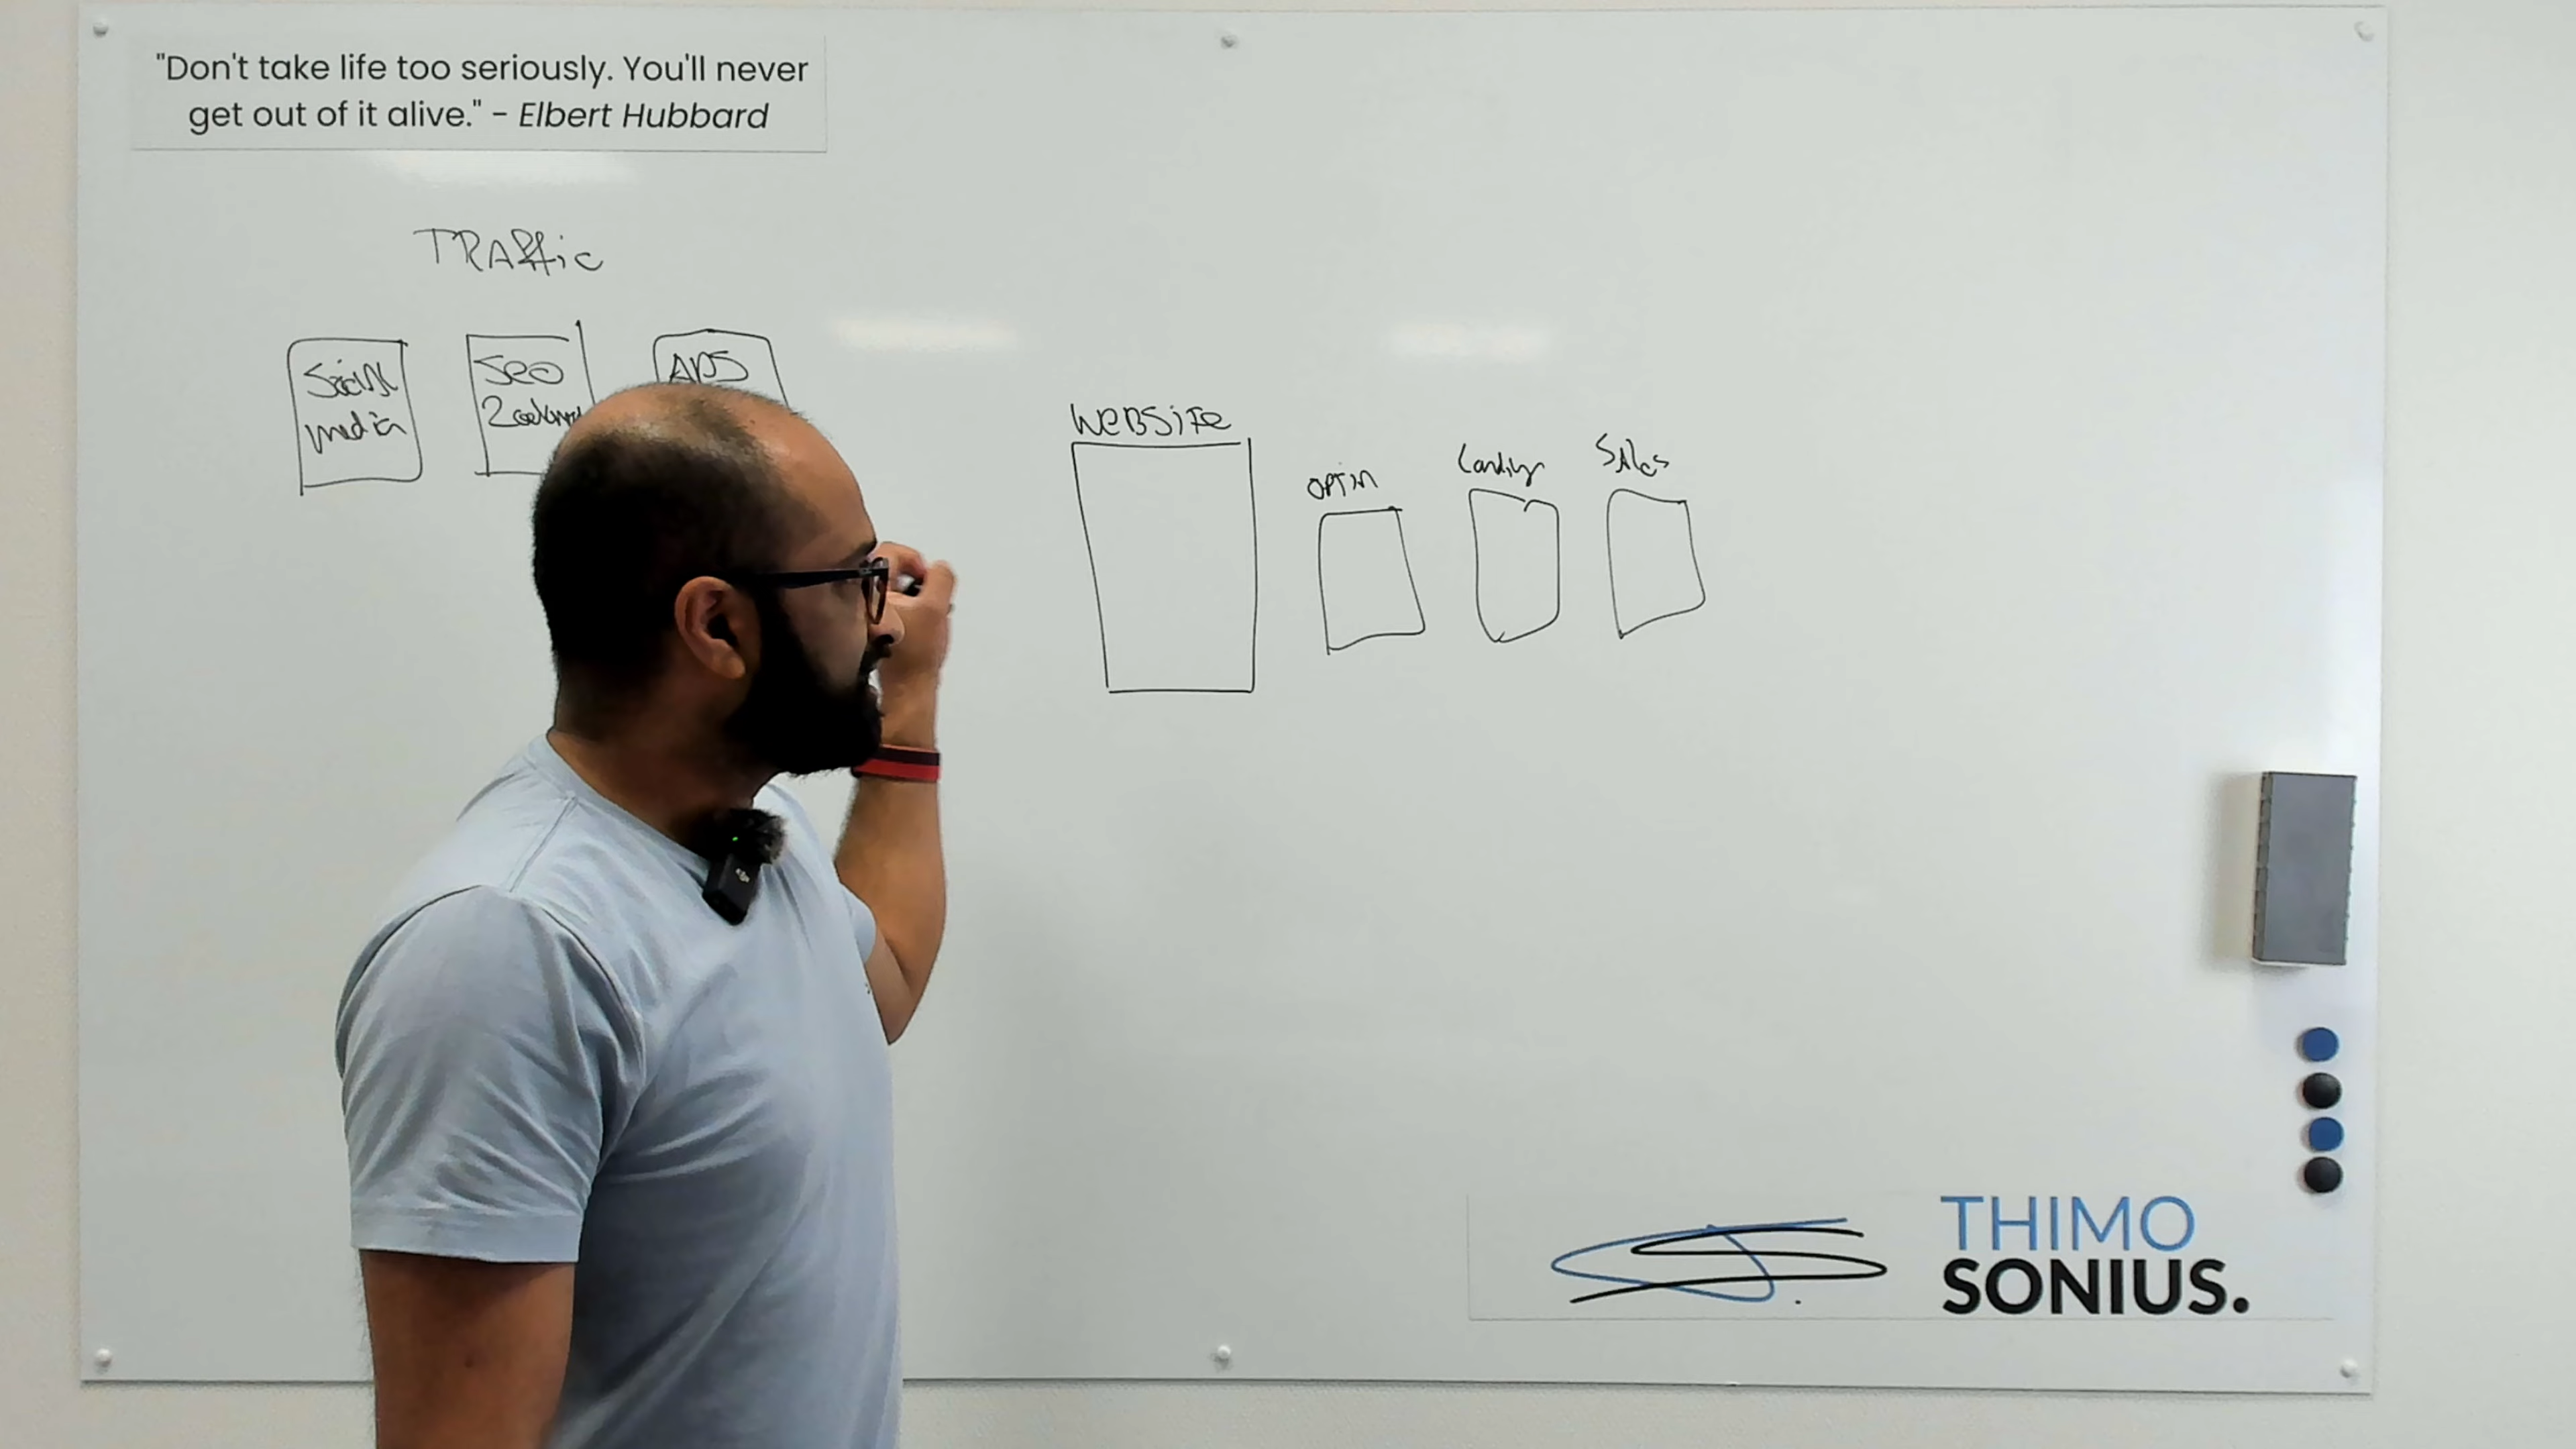 "Don't take life too seriously. You'll never
get out of it alive." - Elbert Hubbard
TRAffic
Social
media
SEO
ADS
WEBSiTe
OPTiN
Landing
SAles
THIMO
SONIUS.